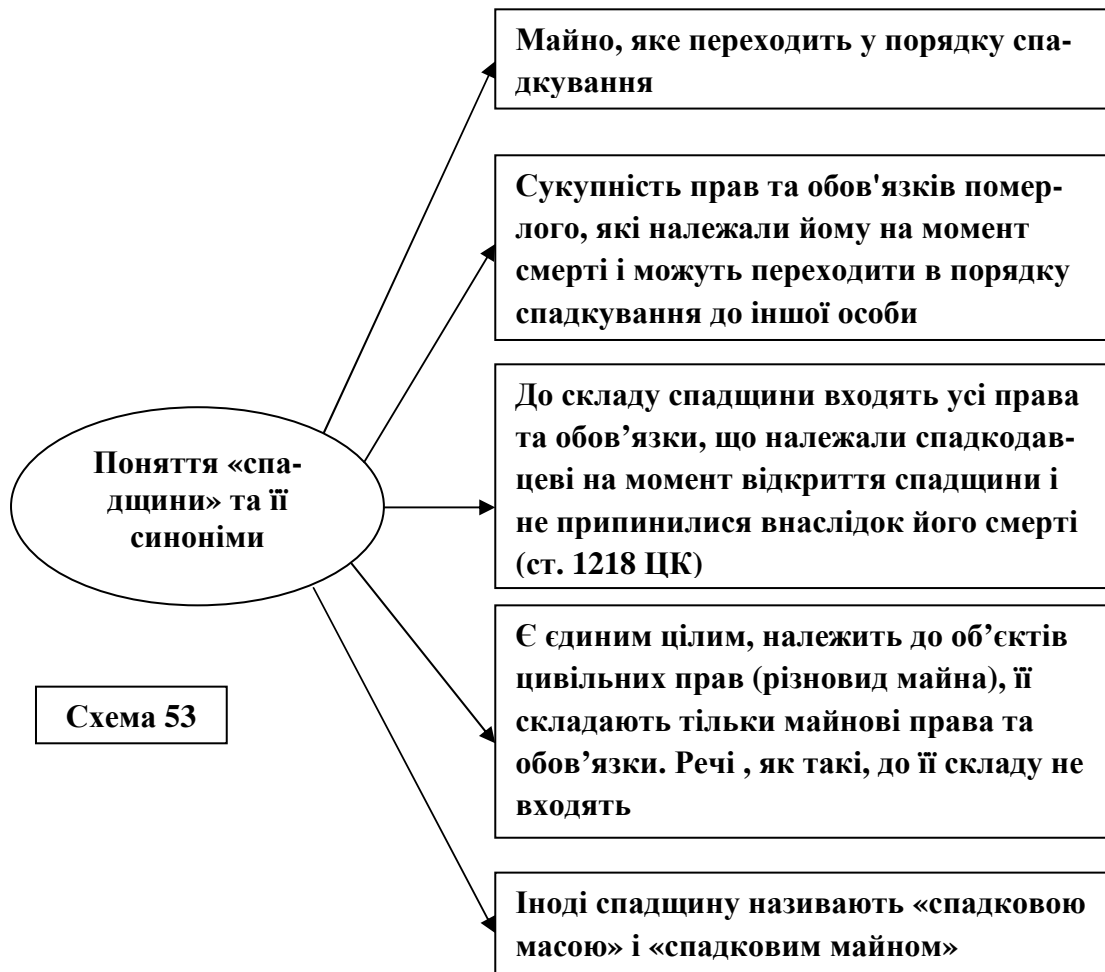 Майно, яке переходить у порядку спа-
дкування
Сукупність прав та обов'язків помер-
лого, які належали йому на момент
смерті і можуть переходити в порядку
спадкування до іншої особи
До складу спадщини входять усі права
та обов’язки, що належали спадкодав-
цеві на момент відкриття спадщини і
не припинилися внаслідок його смерті
(ст. 1218 ЦК)
Поняття «спа-
дщини» та її
синоніми
Є єдиним цілим, належить до об’єктів
цивільних прав (різновид майна), її
складають тільки майнові права та
обов’язки. Речі , як такі, до її складу не
входять
Схема 53
Іноді спадщину називають «спадковою
масою» і «спадковим майном»